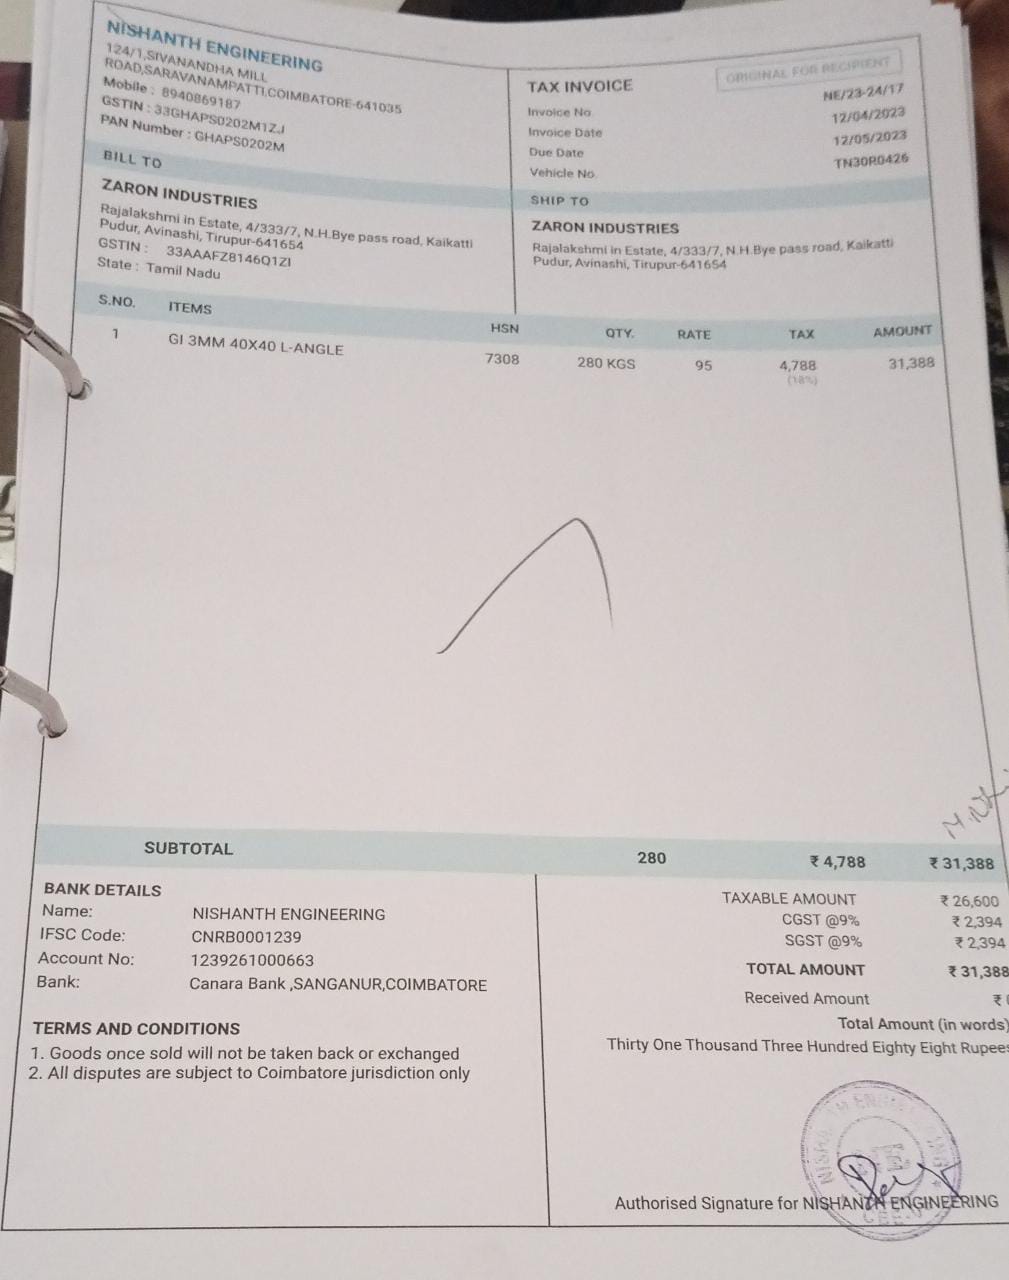 NISHANTH ENGINEERING
124/1,SIVANANDHA MILL
ROAD,SARAVANAMPATTI,COIMBATORE-641035
Mobile : 8940869187
GSTIN : 33GHAPS0202M1ZJ
PAN Number : GHAPS0202M
ORIGINAL FOR RECIPIENT
TAX INVOICE
Invoice No. NE/23-24/17
Invoice Date 12/04/2023
Due Date 12/05/2023
Vehicle No. TN30R0426
BILL TO
ZARON INDUSTRIES
Rajalakshmi in Estate, 4/333/7, N.H.Bye pass road, Kaikatti
Pudur, Avinashi, Tirupur-641654
GSTIN : 33AAAFZ8146Q1ZI
State : Tamil Nadu
SHIP TO
ZARON INDUSTRIES
Rajalakshmi in Estate, 4/333/7, N.H.Bye pass road, Kaikatti
Pudur, Avinashi, Tirupur-641654
S.NO. ITEMS HSN QTY. RATE TAX AMOUNT
1 GI 3MM 40X40 L-ANGLE 7308 280 KGS 95 4,788 31,388
(18%)
SUBTOTAL 280 ₹ 4,788 ₹ 31,388
BANK DETAILS
Name: NISHANTH ENGINEERING
IFSC Code: CNRB0001239
Account No: 1239261000663
Bank: Canara Bank ,SANGANUR,COIMBATORE
TERMS AND CONDITIONS
1. Goods once sold will not be taken back or exchanged
2. All disputes are subject to Coimbatore jurisdiction only
TAXABLE AMOUNT ₹ 26,600
CGST @9% ₹ 2,394
SGST @9% ₹ 2,394
TOTAL AMOUNT ₹ 31,388
Received Amount ₹
Total Amount (in words)
Thirty One Thousand Three Hundred Eighty Eight Rupees
Authorised Signature for NISHANTH ENGINEERING